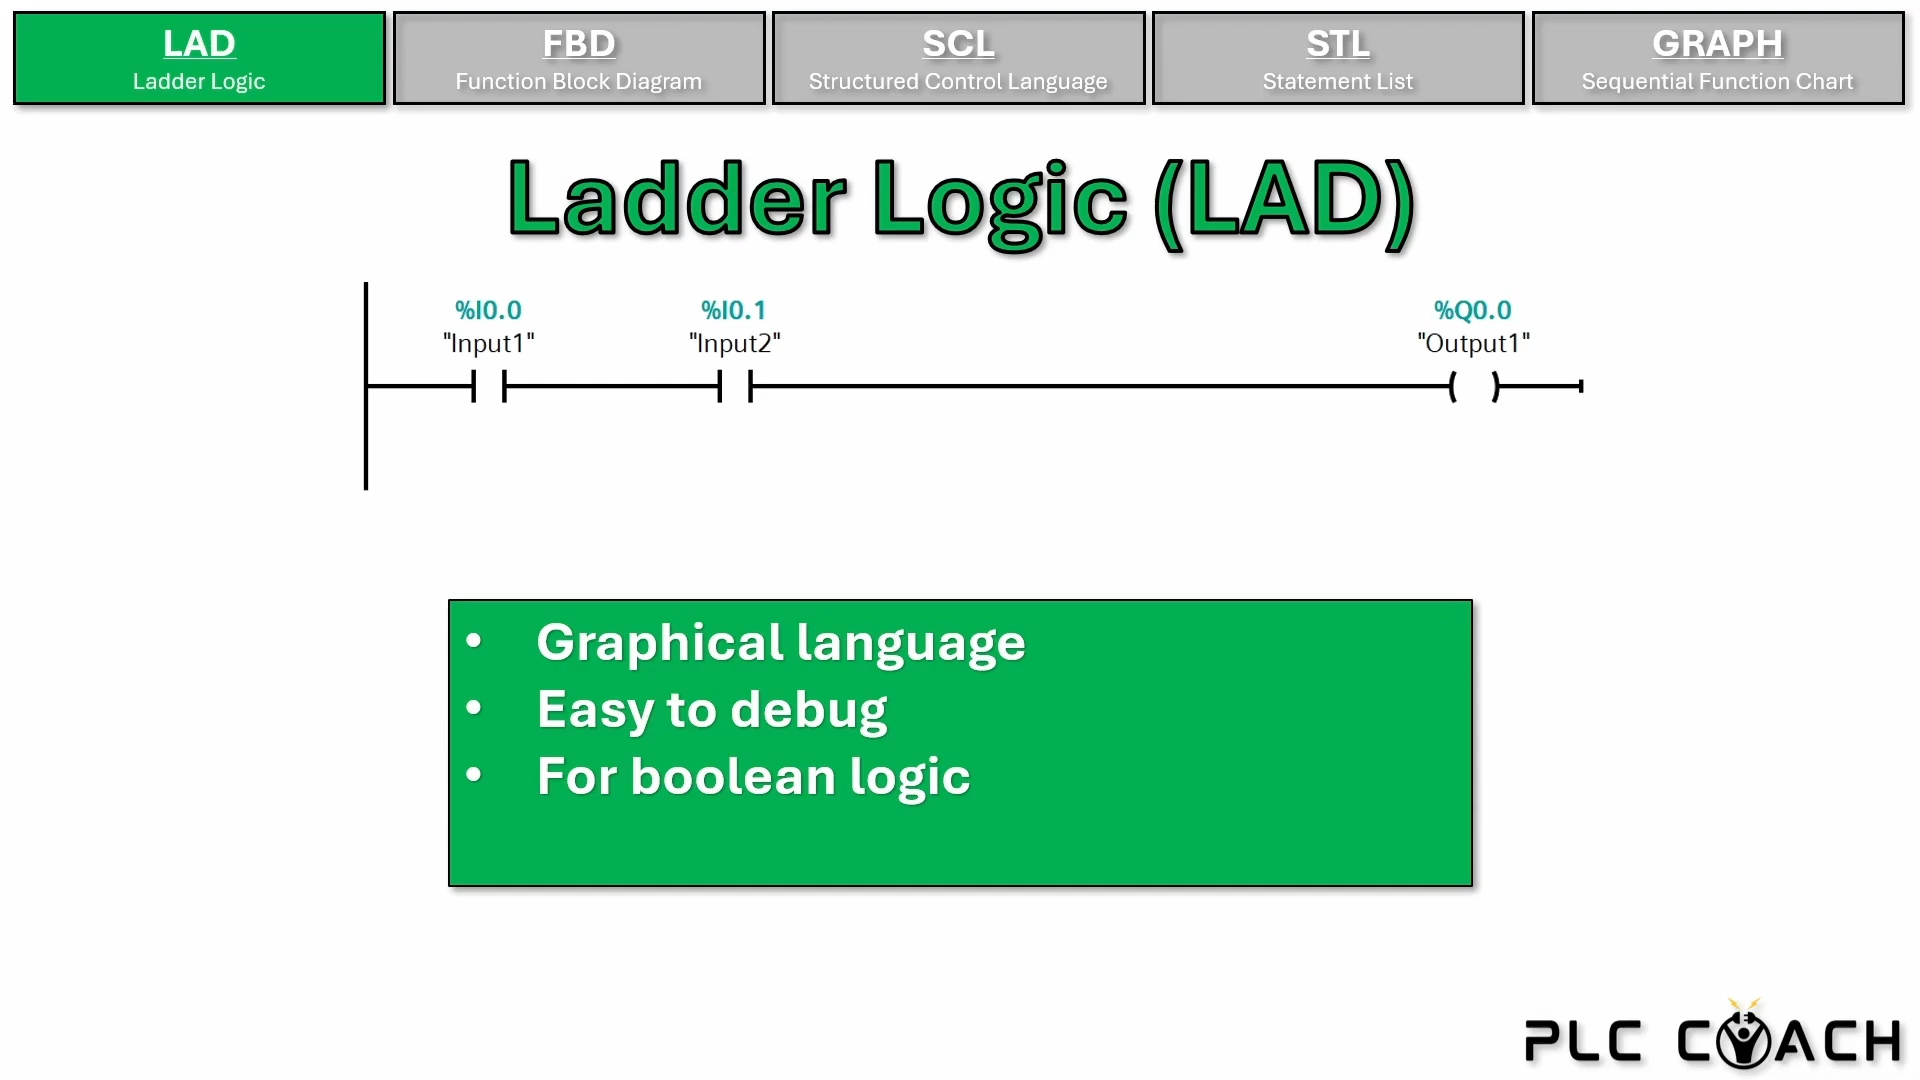 LAD
Ladder Logic
FBD
Function Block Diagram
SCL
Structured Control Language
STL
Statement List
GRAPH
Sequential Function Chart
Ladder Logic (LAD)
%I0.0
"Input1"
%I0.1
"Input2"
%Q0.0
"Output1"
• Graphical language
• Easy to debug
• For boolean logic
PLC COACH